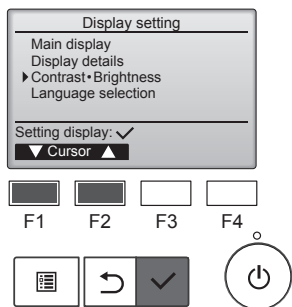 Display setting
Main display
Display details
▶Contrast•Brightness
Language selection
Setting display:✓
▼ Cursor ▲
F1 F2 F3 F4